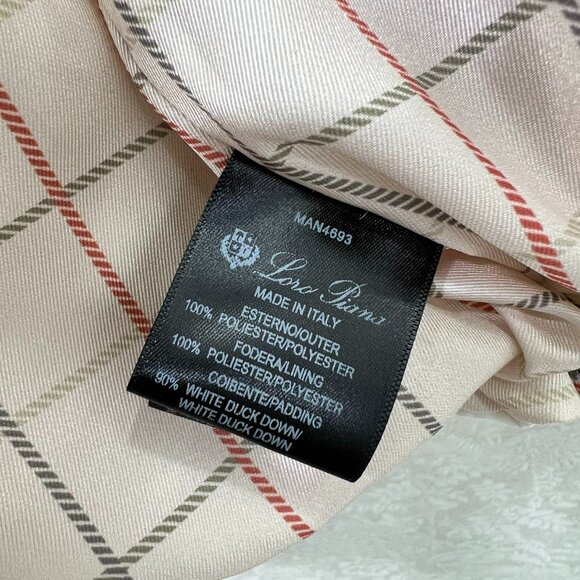 MAN4693
Loro Piana
MADE IN ITALY
ESTERNO/OUTER
100% POLIESTER/POLYESTER
FODERA/LINING
100% POLIESTER/POLYESTER
COIBENTE/PADDING
90% WHITE DUCK DOWN/
WHITE DUCK DOWN